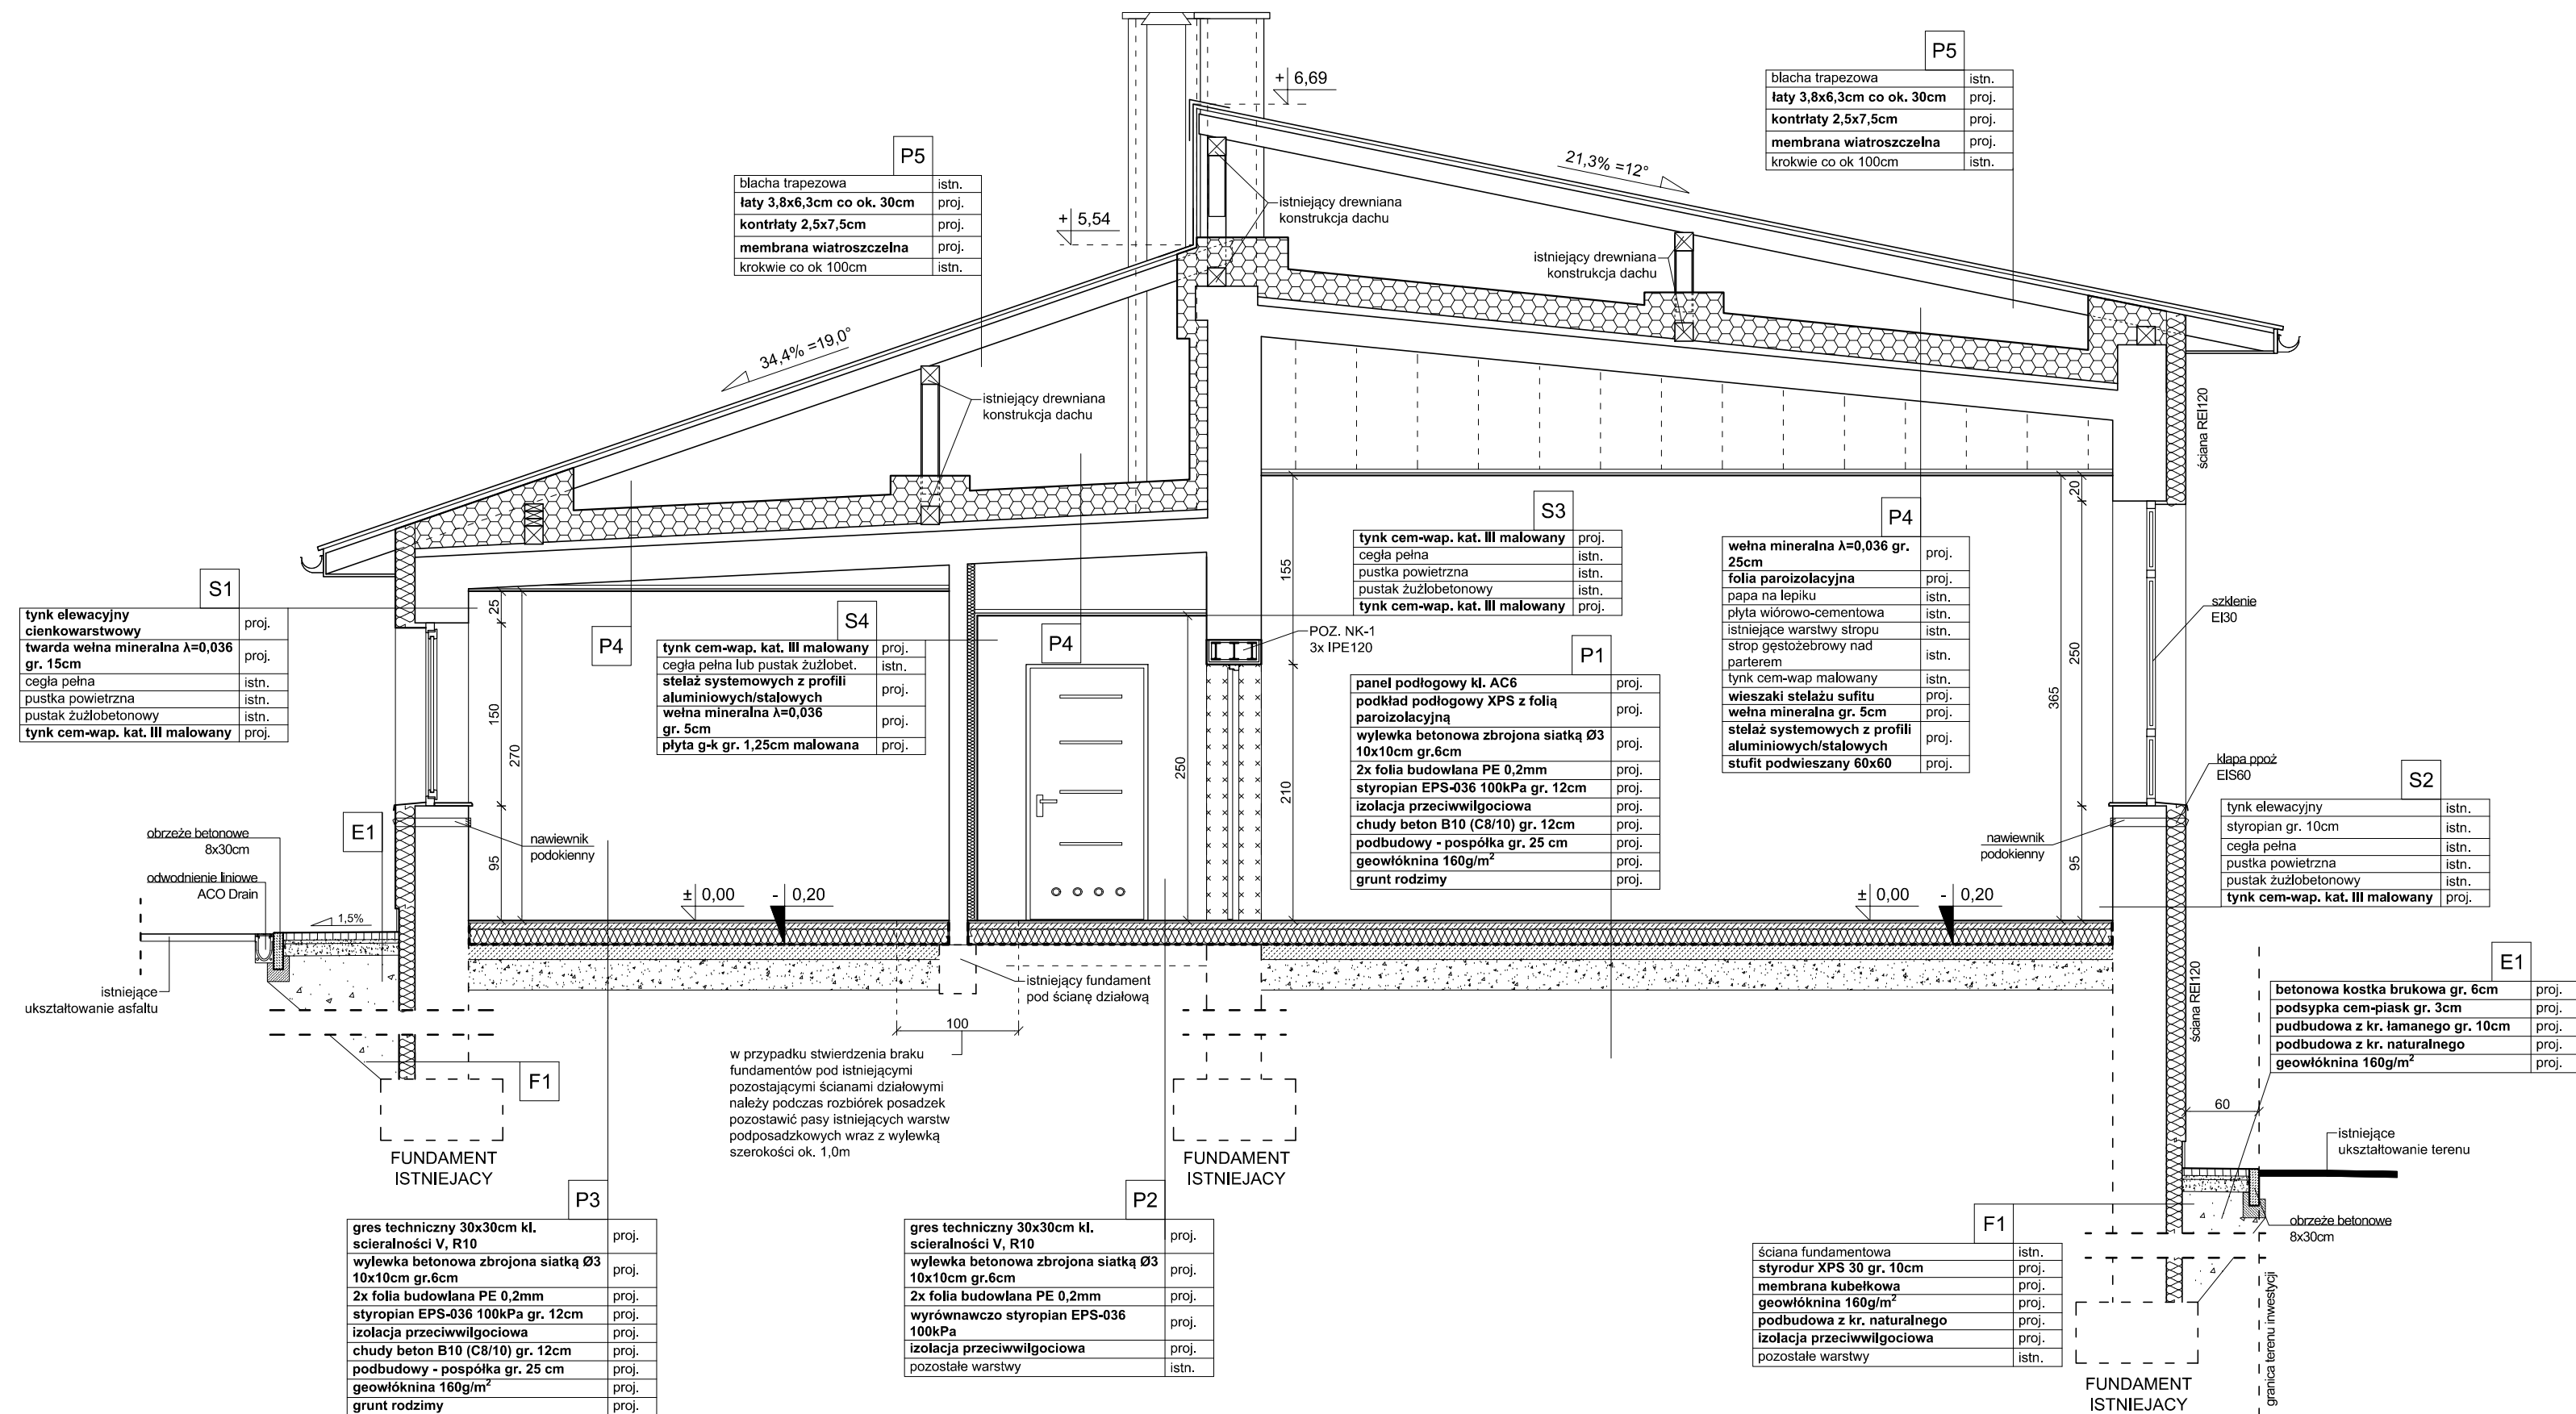 + 6,69
P5
blacha trapezowa istn.
łaty 3,8x6,3cm co ok. 30cm proj.
kontrłaty 2,5x7,5cm proj.
membrana wiatroszczelna proj.
krokwie co ok 100cm istn.
P5
blacha trapezowa istn.
łaty 3,8x6,3cm co ok. 30cm proj.
kontrłaty 2,5x7,5cm proj.
membrana wiatroszczelna proj.
krokwie co ok 100cm istn.
21,3% =12°
+ 5,54
istniejący drewniana
konstrukcja dachu
istniejący drewniana
konstrukcja dachu
34,4% =19,0°
istniejący drewniana
konstrukcja dachu
ściana REI120
S1
tynk elewacyjny
cienkowarstwowy proj.
twarda wełna mineralna λ=0,036
gr. 15cm proj.
cegła pełna istn.
pustka powietrzna istn.
pustak żużlobetonowy istn.
tynk cem-wap. kat. III malowany proj.
25
150
95
270
P4
S4
tynk cem-wap. kat. III malowany proj.
cegła pełna lub pustak żużlobet. istn.
stelaż systemowych z profili
aluminiowych/stalowych proj.
wełna mineralna λ=0,036
gr. 5cm proj.
płyta g-k gr. 1,25cm malowana proj.
P4
250
155
210
POZ. NK-1
3x IPE120
S3
tynk cem-wap. kat. III malowany proj.
cegła pełna istn.
pustka powietrzna istn.
pustak żużlobetonowy istn.
tynk cem-wap. kat. III malowany proj.
P1
panel podłogowy kl. AC6 proj.
podkład podłogowy XPS z folią
paroizolacyjną proj.
wylewka betonowa zbrojona siatką Ø3
10x10cm gr.6cm proj.
2x folia budowlana PE 0,2mm proj.
styropian EPS-036 100kPa gr. 12cm proj.
izolacja przeciwwilgociowa proj.
chudy beton B10 (C8/10) gr. 12cm proj.
podbudowy - pospółka gr. 25 cm proj.
geowłóknina 160g/m² proj.
grunt rodzimy proj.
P4
wełna mineralna λ=0,036 gr.
25cm proj.
folia paroizolacyjna proj.
papa na lepiku istn.
płyta wiórowo-cementowa istn.
istniejące warstwy stropu istn.
strop gęstożebrowy nad
parterem istn.
tynk cem-wap malowany istn.
wieszaki stelażu sufitu proj.
wełna mineralna gr. 5cm proj.
stelaż systemowych z profili
aluminiowych/stalowych proj.
stufit podwieszany 60x60 proj.
20
250
95
365
szklenie
EI30
klapa ppoż
EIS60
S2
tynk elewacyjny istn.
styropian gr. 10cm istn.
cegła pełna istn.
pustka powietrzna istn.
pustak żużlobetonowy istn.
tynk cem-wap. kat. III malowany proj.
nawiewnik
podokienny
nawiewnik
podokienny
E1
obrzeże betonowe
8x30cm
odwodnienie liniowe
ACO Drain
1,5%
istniejące
ukształtowanie asfaltu
± 0,00
- 0,20
± 0,00
- 0,20
istniejący fundament
pod ścianę działową
100
w przypadku stwierdzenia braku
fundamentów pod istniejącymi
pozostającymi ścianami działowymi
należy podczas rozbiórek posadzek
pozostawić pasy istniejących warstw
podposadzkowych wraz z wylewką
szerokości ok. 1,0m
F1
FUNDAMENT
ISTNIEJACY
FUNDAMENT
ISTNIEJACY
ściana REI120
E1
betonowa kostka brukowa gr. 6cm proj.
podsypka cem-piask gr. 3cm proj.
pudbudowa z kr. łamanego gr. 10cm proj.
podbudowa z kr. naturalnego proj.
geowłóknina 160g/m² proj.
60
istniejące
ukształtowanie terenu
obrzeże betonowe
8x30cm
granica terenu inwestycji
P3
gres techniczny 30x30cm kl.
scieralności V, R10 proj.
wylewka betonowa zbrojona siatką Ø3
10x10cm gr.6cm proj.
2x folia budowlana PE 0,2mm proj.
styropian EPS-036 100kPa gr. 12cm proj.
izolacja przeciwwilgociowa proj.
chudy beton B10 (C8/10) gr. 12cm proj.
podbudowy - pospółka gr. 25 cm proj.
geowłóknina 160g/m² proj.
grunt rodzimy proj.
P2
gres techniczny 30x30cm kl.
scieralności V, R10 proj.
wylewka betonowa zbrojona siatką Ø3
10x10cm gr.6cm proj.
2x folia budowlana PE 0,2mm proj.
wyrównawczo styropian EPS-036
100kPa proj.
izolacja przeciwwilgociowa proj.
pozostałe warstwy istn.
F1
ściana fundamentowa istn.
styrodur XPS 30 gr. 10cm proj.
membrana kubełkowa proj.
geowłóknina 160g/m² proj.
podbudowa z kr. naturalnego proj.
izolacja przeciwwilgociowa proj.
pozostałe warstwy istn.
FUNDAMENT
ISTNIEJACY